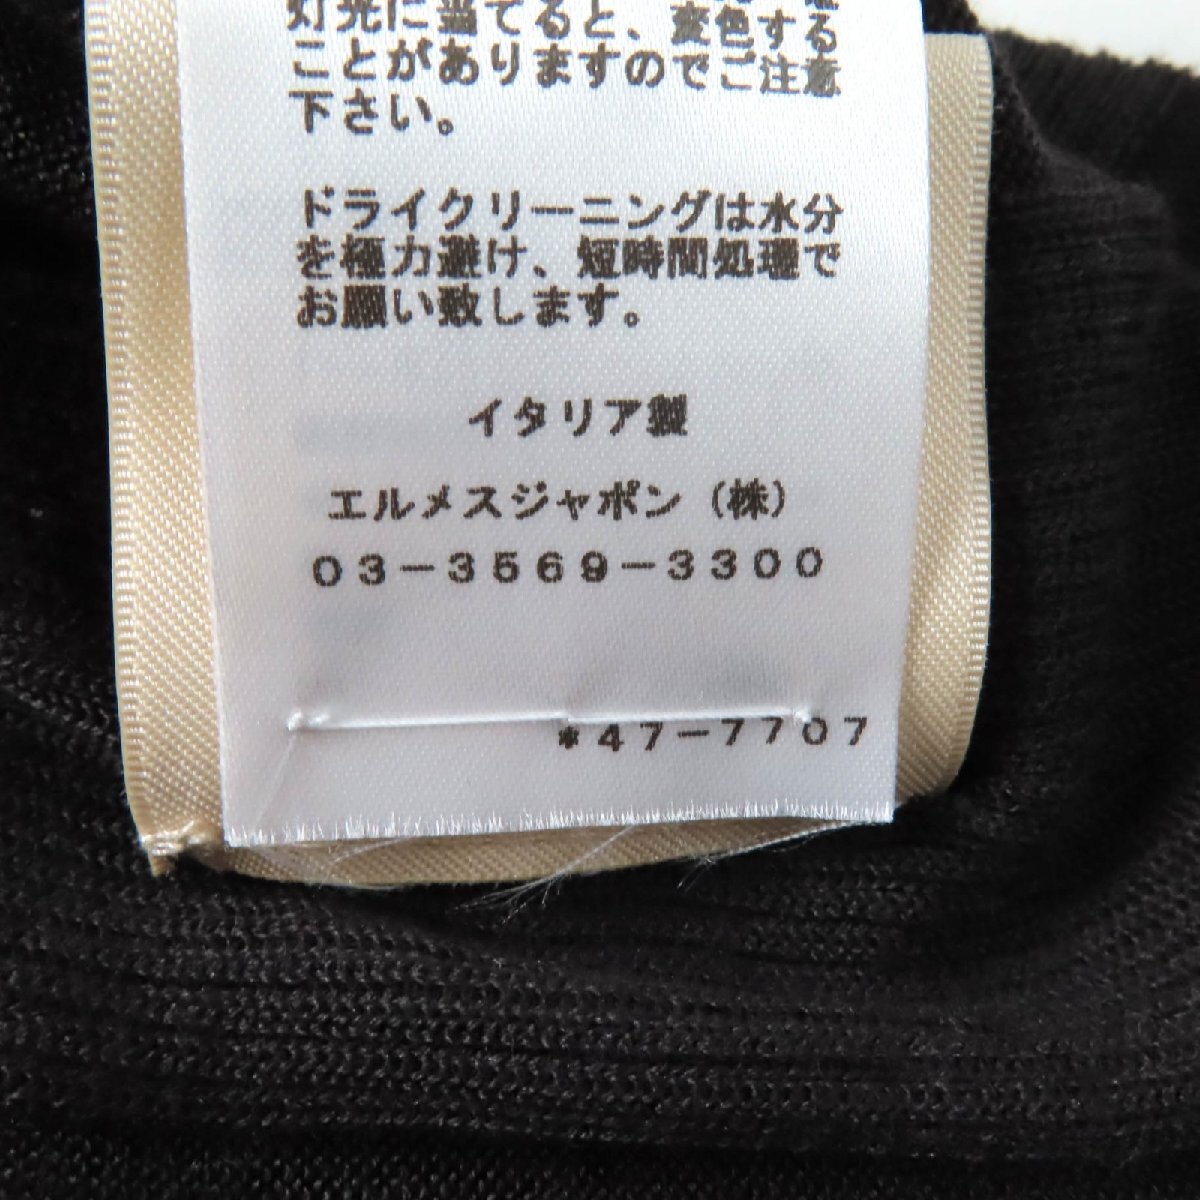 灯光に当てると、変色する
ことがありますのでご注意
下さい。
ドライクリーニングは水分
を極力避け、短時間処理で
お願い致します。
イタリア製
エルメスジャポン（株）
03-3569-3300
*47-7707